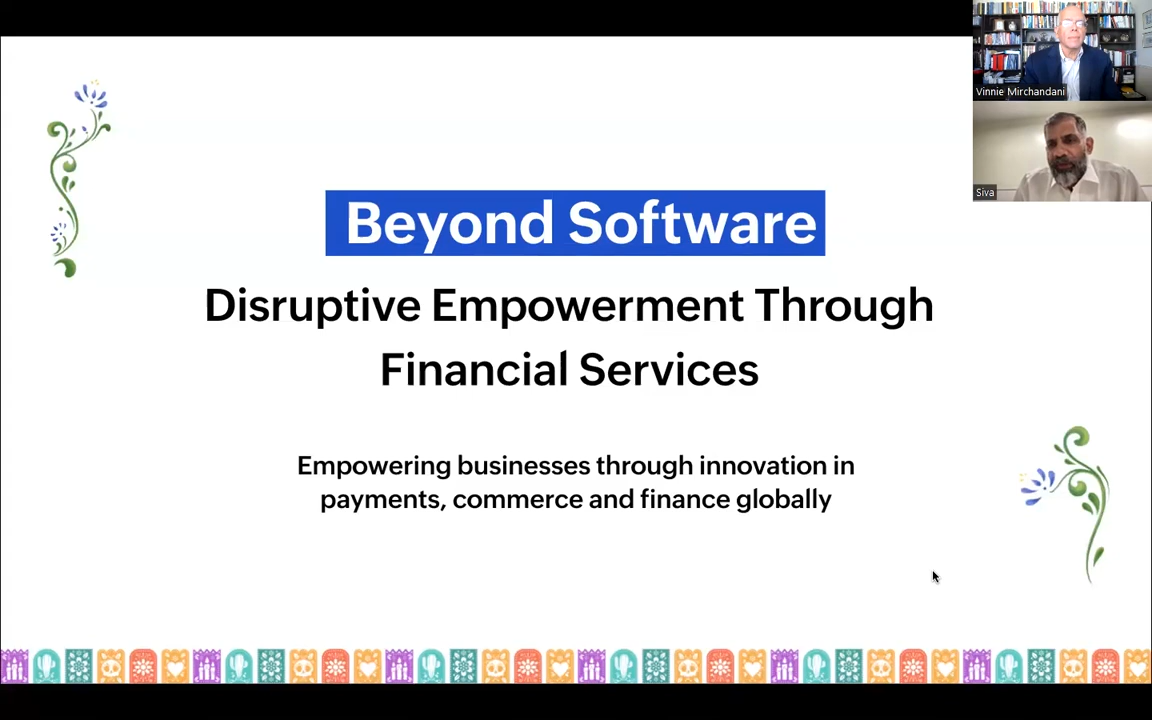 Vinnie Mirchandani
Siva
Beyond Software
Disruptive Empowerment Through
Financial Services
Empowering businesses through innovation in
payments, commerce and finance globally